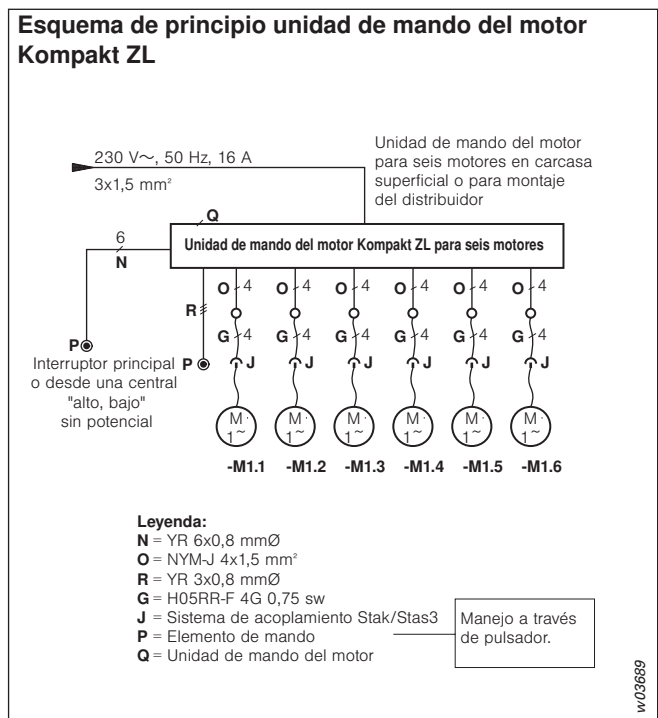 Esquema de principio unidad de mando del motor
Kompakt ZL
230 V~, 50 Hz, 16 A
3x1,5 mm²
Unidad de mando del motor
para seis motores en carcasa
superficial o para montaje
del distribuidor
Q
Unidad de mando del motor Kompakt ZL para seis motores
6
N
O 4 O 4 O 4 O 4 O 4 O 4
R
G 4 G 4 G 4 G 4 G 4 G 4
P
P J J J J J J
Interruptor principal
o desde una central
"alto, bajo"
sin potencial
M M M M M M
1~ 1~ 1~ 1~ 1~ 1~
-M1.1 -M1.2 -M1.3 -M1.4 -M1.5 -M1.6
Leyenda:
N = YR 6x0,8 mmØ
O = NYM-J 4x1,5 mm²
R = YR 3x0,8 mmØ
G = H05RR-F 4G 0,75 sw
J = Sistema de acoplamiento Stak/Stas3
P = Elemento de mando
Q = Unidad de mando del motor
Manejo a través
de pulsador.
w03689